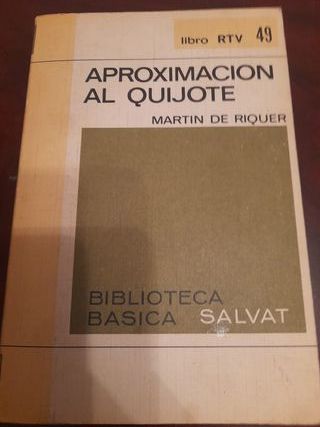 libro RTV 49
APROXIMACION
AL QUIJOTE
MARTIN DE RIQUER
BIBLIOTECA
BASICA SALVAT